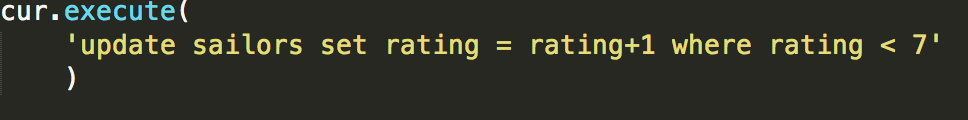 cur.execute(
'update sailors set rating = rating+1 where rating < 7'
)